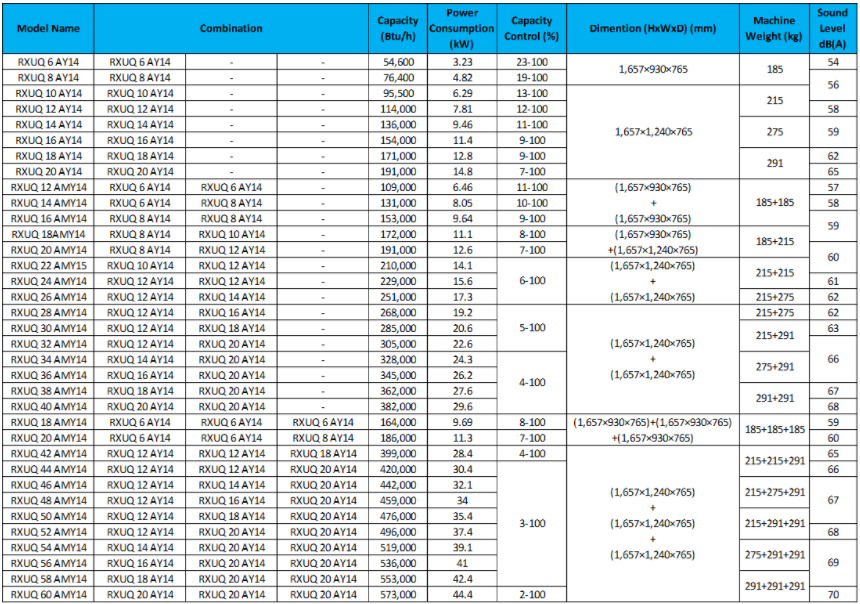 Model Name Combination Capacity (Btu/h) Power Consumption (kW) Capacity Control (%) Dimention (HxWxD) (mm) Machine Weight (kg) Sound Level dB(A)
RXUQ 6 AY14 RXUQ 6 AY14 - - 54,600 3.23 23-100 1,657×930×765 185 54
RXUQ 8 AY14 RXUQ 8 AY14 - - 76,400 4.82 19-100 56
RXUQ 10 AY14 RXUQ 10 AY14 - - 95,500 6.29 13-100 1,657×1,240×765 215
RXUQ 12 AY14 RXUQ 12 AY14 - - 114,000 7.81 12-100 58
RXUQ 14 AY14 RXUQ 14 AY14 - - 136,000 9.46 11-100 275 59
RXUQ 16 AY14 RXUQ 16 AY14 - - 154,000 11.4 9-100
RXUQ 18 AY14 RXUQ 18 AY14 - - 171,000 12.8 9-100 291 62
RXUQ 20 AY14 RXUQ 20 AY14 - - 191,000 14.8 7-100 65
RXUQ 12 AMY14 RXUQ 6 AY14 RXUQ 6 AY14 - 109,000 6.46 11-100 (1,657×930×765) 185+185 57
RXUQ 14 AMY14 RXUQ 6 AY14 RXUQ 8 AY14 - 131,000 8.05 10-100 + 58
RXUQ 16 AMY14 RXUQ 8 AY14 RXUQ 8 AY14 - 153,000 9.64 9-100 (1,657×930×765) 59
RXUQ 18AMY14 RXUQ 8 AY14 RXUQ 10 AY14 - 172,000 11.1 8-100 (1,657×930×765) 185+215
RXUQ 20 AMY14 RXUQ 8 AY14 RXUQ 12 AY14 - 191,000 12.6 7-100 +(1,657×1,240×765) 60
RXUQ 22 AMY15 RXUQ 10 AY14 RXUQ 12 AY14 - 210,000 14.1 6-100 (1,657×1,240×765) 215+215
RXUQ 24 AMY14 RXUQ 12 AY14 RXUQ 12 AY14 - 229,000 15.6 + 61
RXUQ 26 AMY14 RXUQ 12 AY14 RXUQ 14 AY14 - 251,000 17.3 (1,657×1,240×765) 215+275 62
RXUQ 28 AMY14 RXUQ 12 AY14 RXUQ 16 AY14 - 268,000 19.2 5-100 215+275 62
RXUQ 30 AMY14 RXUQ 12 AY14 RXUQ 18 AY14 - 285,000 20.6 215+291 63
RXUQ 32 AMY14 RXUQ 12 AY14 RXUQ 20 AY14 - 305,000 22.6 (1,657×1,240×765) 66
RXUQ 34 AMY14 RXUQ 14 AY14 RXUQ 20 AY14 - 328,000 24.3 4-100 + 275+291
RXUQ 36 AMY14 RXUQ 16 AY14 RXUQ 20 AY14 - 345,000 26.2 (1,657×1,240×765)
RXUQ 38 AMY14 RXUQ 18 AY14 RXUQ 20 AY14 - 362,000 27.6 291+291 67
RXUQ 40 AMY14 RXUQ 20 AY14 RXUQ 20 AY14 - 382,000 29.6 68
RXUQ 18 AMY14 RXUQ 6 AY14 RXUQ 6 AY14 RXUQ 6 AY14 164,000 9.69 8-100 (1,657×930×765)+(1,657×930×765) 185+185+185 59
RXUQ 20 AMY14 RXUQ 6 AY14 RXUQ 6 AY14 RXUQ 8 AY14 186,000 11.3 7-100 +(1,657×930×765) 60
RXUQ 42 AMY14 RXUQ 12 AY14 RXUQ 12 AY14 RXUQ 18 AY14 399,000 28.4 4-100 215+215+291 65
RXUQ 44 AMY14 RXUQ 12 AY14 RXUQ 12 AY14 RXUQ 20 AY14 420,000 30.4 3-100 66
RXUQ 46 AMY14 RXUQ 12 AY14 RXUQ 14 AY14 RXUQ 20 AY14 442,000 32.1 (1,657×1,240×765) 215+275+291 67
RXUQ 48 AMY14 RXUQ 12 AY14 RXUQ 16 AY14 RXUQ 20 AY14 459,000 34 +
RXUQ 50 AMY14 RXUQ 12 AY14 RXUQ 18 AY14 RXUQ 20 AY14 476,000 35.4 (1,657×1,240×765) 215+291+291
RXUQ 52 AMY14 RXUQ 12 AY14 RXUQ 20 AY14 RXUQ 20 AY14 496,000 37.4 + 68
RXUQ 54 AMY14 RXUQ 14 AY14 RXUQ 20 AY14 RXUQ 20 AY14 519,000 39.1 (1,657×1,240×765) 275+291+291 69
RXUQ 56 AMY14 RXUQ 16 AY14 RXUQ 20 AY14 RXUQ 20 AY14 536,000 41
RXUQ 58 AMY14 RXUQ 18 AY14 RXUQ 20 AY14 RXUQ 20 AY14 553,000 42.4 291+291+291
RXUQ 60 AMY14 RXUQ 20 AY14 RXUQ 20 AY14 RXUQ 20 AY14 573,000 44.4 2-100 70